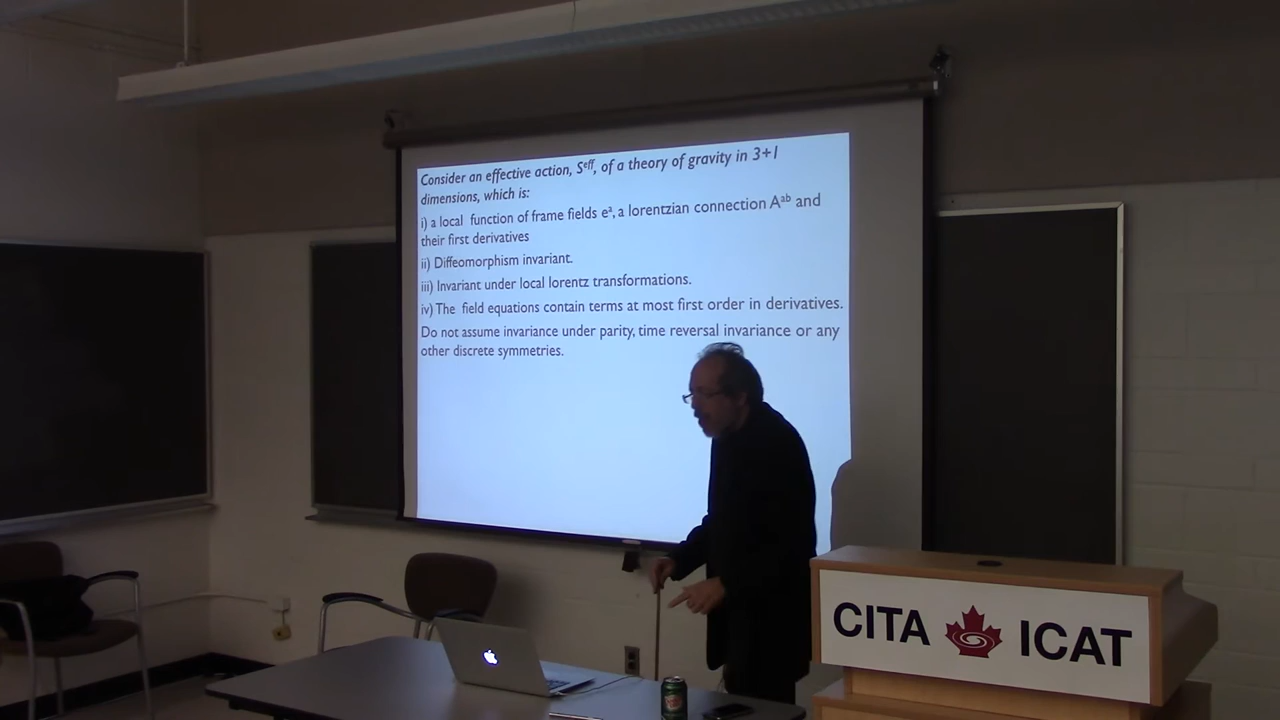 Consider an effective action, Sᵉᶠᶠ, of a theory of gravity in 3+1
dimensions, which is:
i) a local function of frame fields eᵃ, a lorentzian connection Aᵃᵇ and
their first derivatives
ii) Diffeomorphism invariant.
iii) Invariant under local lorentz transformations.
iv) The field equations contain terms at most first order in derivatives.
Do not assume invariance under parity, time reversal invariance or any
other discrete symmetries.
CITA ICAT